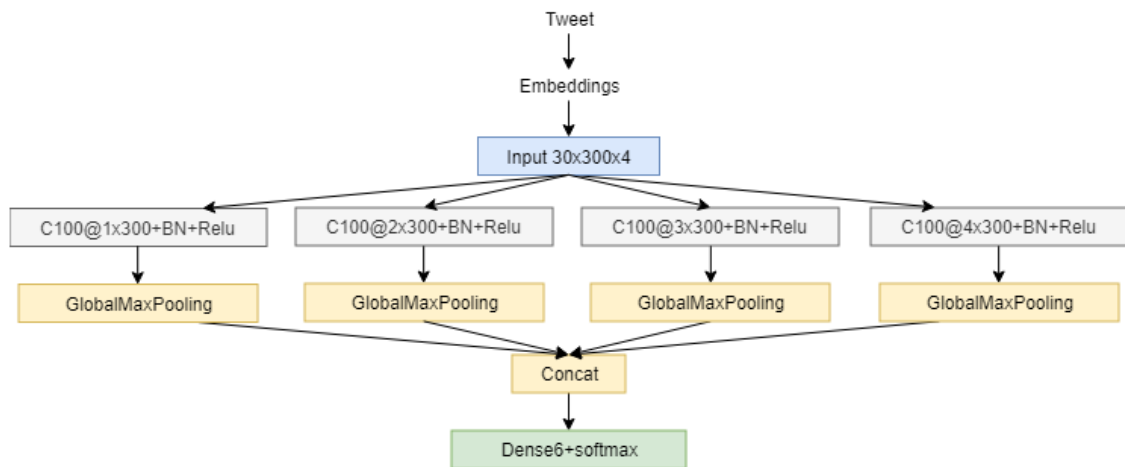 Tweet
Embeddings
Input 30x300x4
C100@1x300+BN+Relu
C100@2x300+BN+Relu
C100@3x300+BN+Relu
C100@4x300+BN+Relu
GlobalMaxPooling
GlobalMaxPooling
GlobalMaxPooling
GlobalMaxPooling
Concat
Dense6+softmax